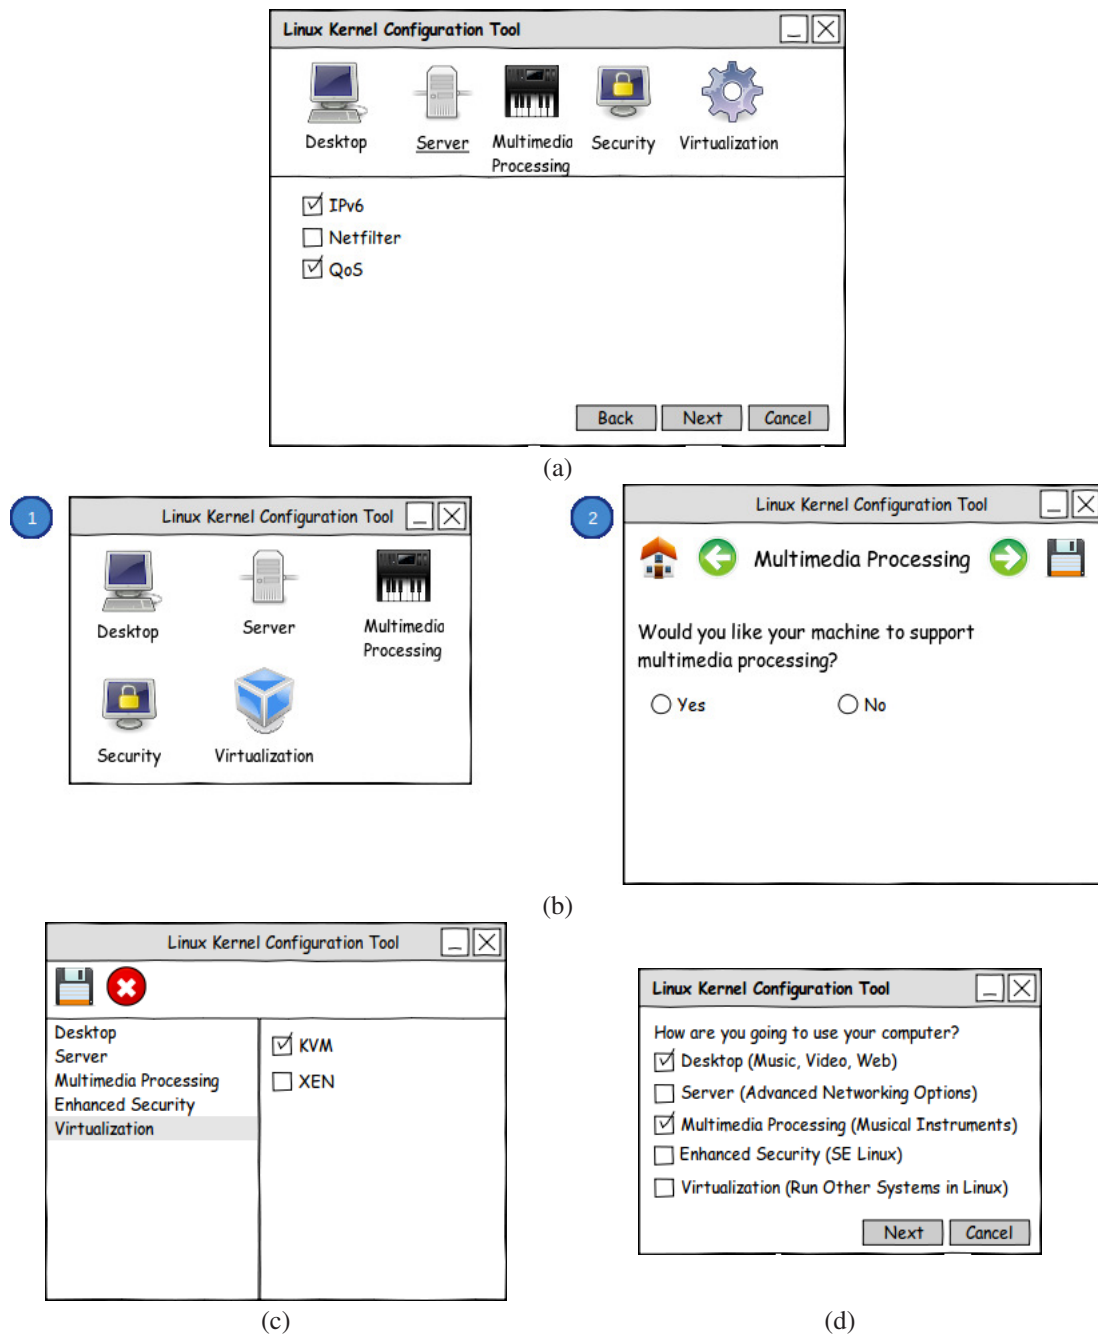 Linux Kernel Configuration Tool
Desktop
Server
Multimedia
Processing
Security
Virtualization
IPv6
Netfilter
QoS
Back Next Cancel
(a)
1
Linux Kernel Configuration Tool
Desktop
Server
Multimedia
Processing
Security
Virtualization
2
Linux Kernel Configuration Tool
Multimedia Processing
Would you like your machine to support
multimedia processing?
Yes No
(b)
Linux Kernel Configuration Tool
Desktop
Server
Multimedia Processing
Enhanced Security
Virtualization
KVM
XEN
(c)
Linux Kernel Configuration Tool
How are you going to use your computer?
Desktop (Music, Video, Web)
Server (Advanced Networking Options)
Multimedia Processing (Musical Instruments)
Enhanced Security (SE Linux)
Virtualization (Run Other Systems in Linux)
Next Cancel
(d)